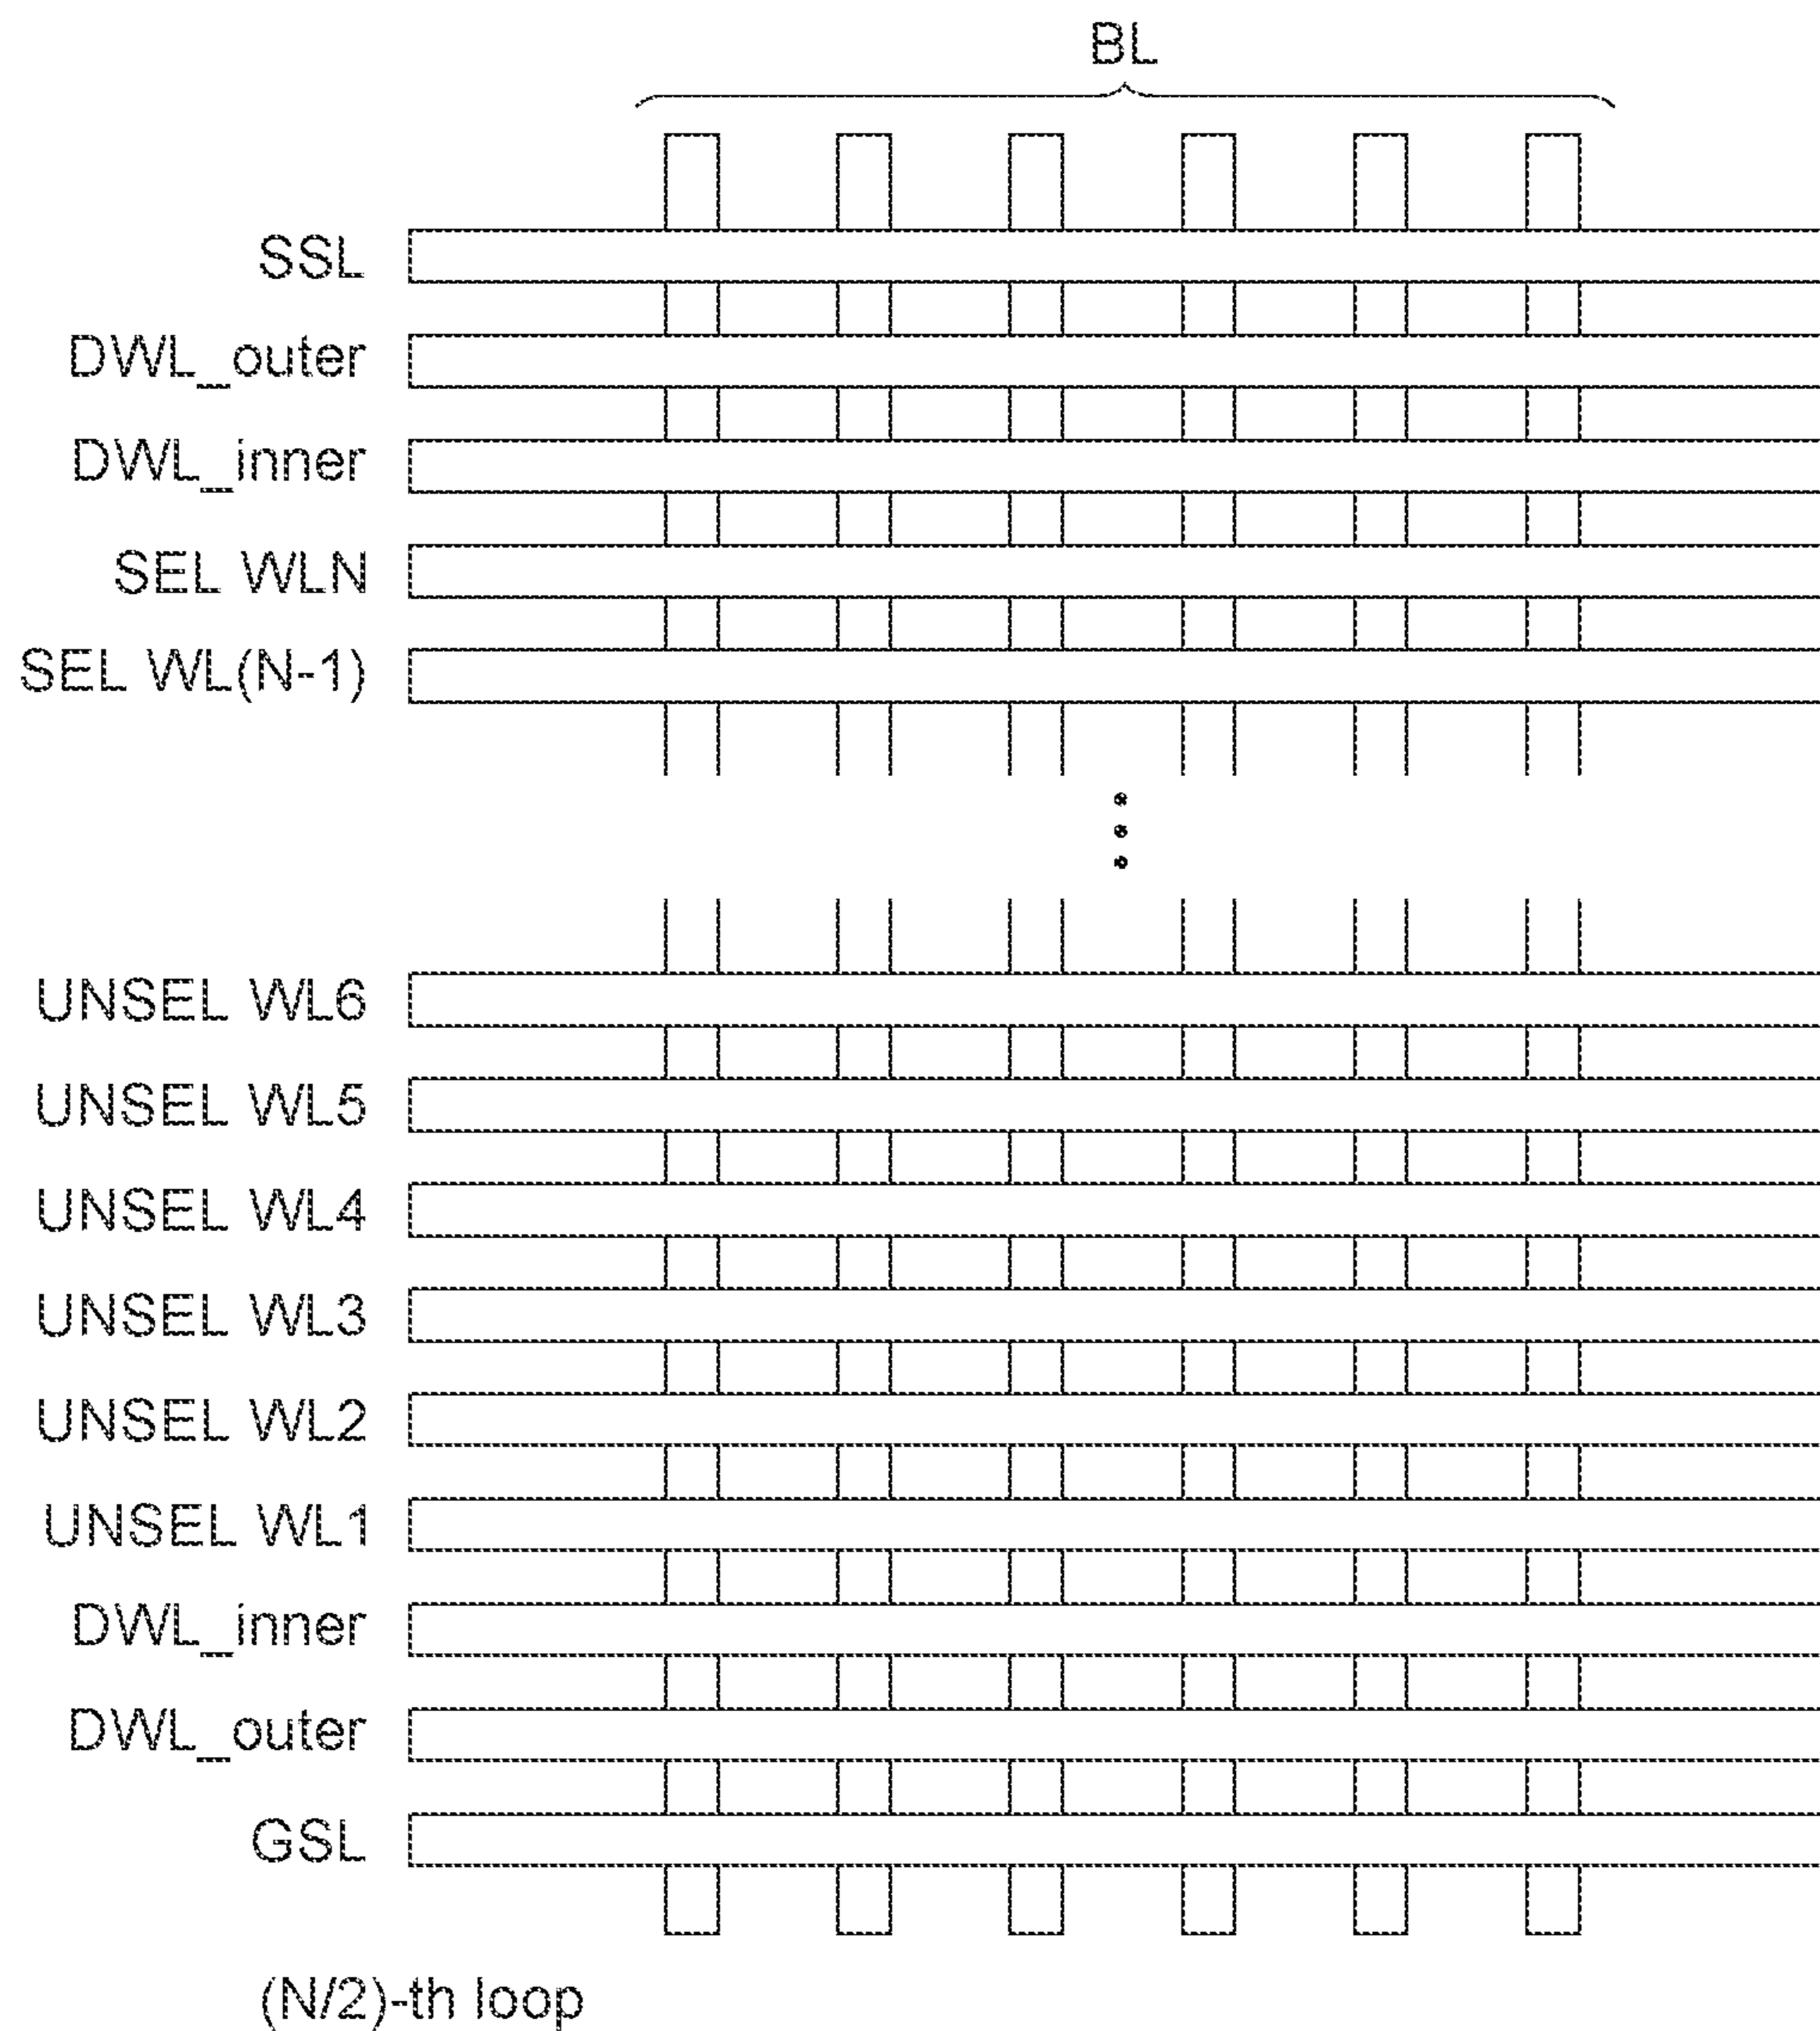 BL
SSL
DWL_outer
DWL_inner
SEL WLN
SEL WL(N-1)
UNSEL WL6
UNSEL WL5
UNSEL WL4
UNSEL WL3
UNSEL WL2
UNSEL WL1
DWL_inner
DWL_outer
GSL
(N/2)-th loop